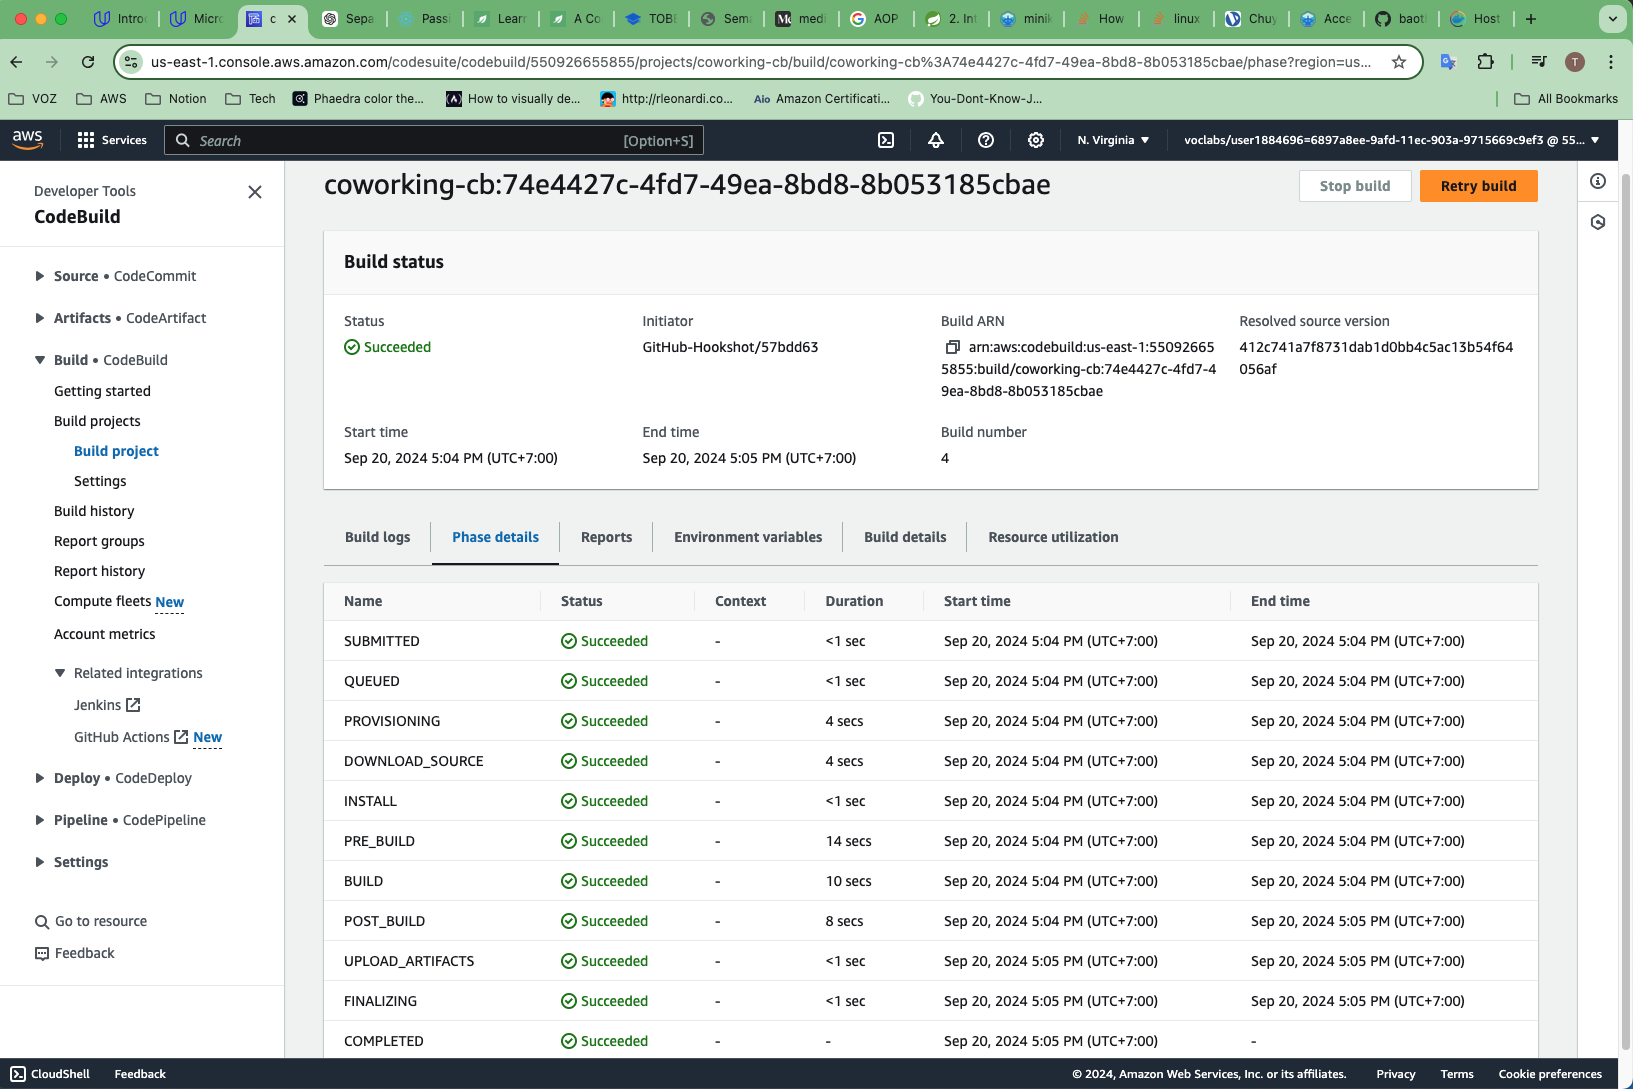 Intro
Micro
c
Sepa
Passi
Learn
A Co
TOBE
Sema
medi
AOP
2. Int
minik
How
linux
Chuy
Acce
baotl
Host
us-east-1.console.aws.amazon.com/codesuite/codebuild/550926655855/projects/coworking-cb/build/coworking-cb%3A74e4427c-4fd7-49ea-8bd8-8b053185cbae/phase?region=us...
T
VOZ
AWS
Notion
Tech
Phaedra color the...
How to visually de...
http://rleonardi.co...
Aio Amazon Certificati...
You-Dont-Know-J...
All Bookmarks
aws
Services
Search
[Option+S]
N. Virginia
voclabs/user1884696=6897a8ee-9afd-11ec-903a-9715669c9ef3 @ 55...
Developer Tools
CodeBuild
Source • CodeCommit
Artifacts • CodeArtifact
Build • CodeBuild
Getting started
Build projects
Build project
Settings
Build history
Report groups
Report history
Compute fleets New
Account metrics
Related integrations
Jenkins
GitHub Actions New
Deploy • CodeDeploy
Pipeline • CodePipeline
Settings
Go to resource
Feedback
coworking-cb:74e4427c-4fd7-49ea-8bd8-8b053185cbae
Stop build
Retry build
Build status
Status
Succeeded
Initiator
GitHub-Hookshot/57bdd63
Build ARN
arn:aws:codebuild:us-east-1:55092665
5855:build/coworking-cb:74e4427c-4fd7-4
9ea-8bd8-8b053185cbae
Resolved source version
412c741a7f8731dab1d0bb4c5ac13b54f64
056af
Start time
Sep 20, 2024 5:04 PM (UTC+7:00)
End time
Sep 20, 2024 5:05 PM (UTC+7:00)
Build number
4
Build logs
Phase details
Reports
Environment variables
Build details
Resource utilization
Name Status Context Duration Start time End time
SUBMITTED Succeeded - <1 sec Sep 20, 2024 5:04 PM (UTC+7:00) Sep 20, 2024 5:04 PM (UTC+7:00)
QUEUED Succeeded - <1 sec Sep 20, 2024 5:04 PM (UTC+7:00) Sep 20, 2024 5:04 PM (UTC+7:00)
PROVISIONING Succeeded - 4 secs Sep 20, 2024 5:04 PM (UTC+7:00) Sep 20, 2024 5:04 PM (UTC+7:00)
DOWNLOAD_SOURCE Succeeded - 4 secs Sep 20, 2024 5:04 PM (UTC+7:00) Sep 20, 2024 5:04 PM (UTC+7:00)
INSTALL Succeeded - <1 sec Sep 20, 2024 5:04 PM (UTC+7:00) Sep 20, 2024 5:04 PM (UTC+7:00)
PRE_BUILD Succeeded - 14 secs Sep 20, 2024 5:04 PM (UTC+7:00) Sep 20, 2024 5:04 PM (UTC+7:00)
BUILD Succeeded - 10 secs Sep 20, 2024 5:04 PM (UTC+7:00) Sep 20, 2024 5:04 PM (UTC+7:00)
POST_BUILD Succeeded - 8 secs Sep 20, 2024 5:04 PM (UTC+7:00) Sep 20, 2024 5:05 PM (UTC+7:00)
UPLOAD_ARTIFACTS Succeeded - <1 sec Sep 20, 2024 5:05 PM (UTC+7:00) Sep 20, 2024 5:05 PM (UTC+7:00)
FINALIZING Succeeded - <1 sec Sep 20, 2024 5:05 PM (UTC+7:00) Sep 20, 2024 5:05 PM (UTC+7:00)
COMPLETED Succeeded - - Sep 20, 2024 5:05 PM (UTC+7:00) -
CloudShell
Feedback
© 2024, Amazon Web Services, Inc. or its affiliates.
Privacy
Terms
Cookie preferences